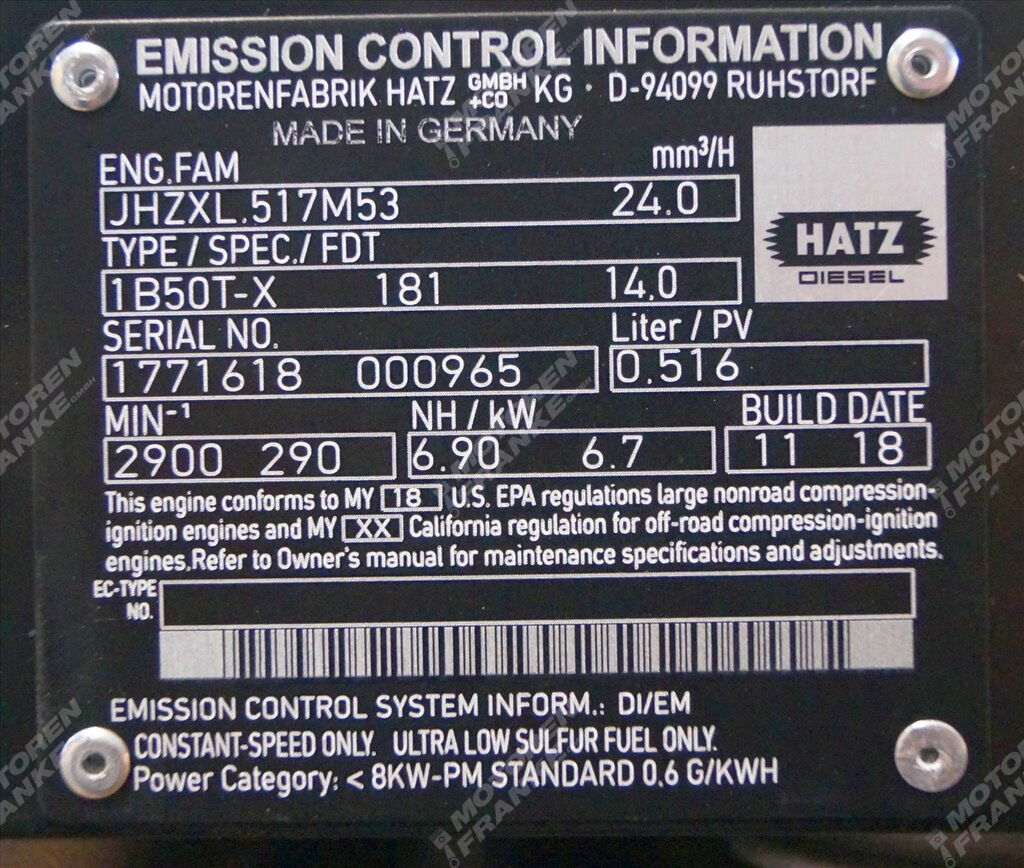 EMISSION CONTROL INFORMATION
MOTORENFABRIK HATZ GMBH +CO KG · D-94099 RUHSTORF
MADE IN GERMANY
ENG.FAM mm³/H
JHZXL.517M53 24.0
TYPE / SPEC./ FDT
1B50T-X 181 14.0
HATZ
DIESEL
SERIAL NO. Liter / PV
1771618 000965 0.516
MIN⁻¹ NH / kW BUILD DATE
2900 290 6.90 6.7 11 18
This engine conforms to MY 18 U.S. EPA regulations large nonroad compression-
ignition engines and MY XX California regulation for off-road compression-ignition
engines.Refer to Owner's manual for maintenance specifications and adjustments.
EC-TYPE
NO.
EMISSION CONTROL SYSTEM INFORM.: DI/EM
CONSTANT-SPEED ONLY. ULTRA LOW SULFUR FUEL ONLY.
Power Category: < 8KW-PM STANDARD 0.6 G/KWH
MOTOREN
FRANKE GMBH